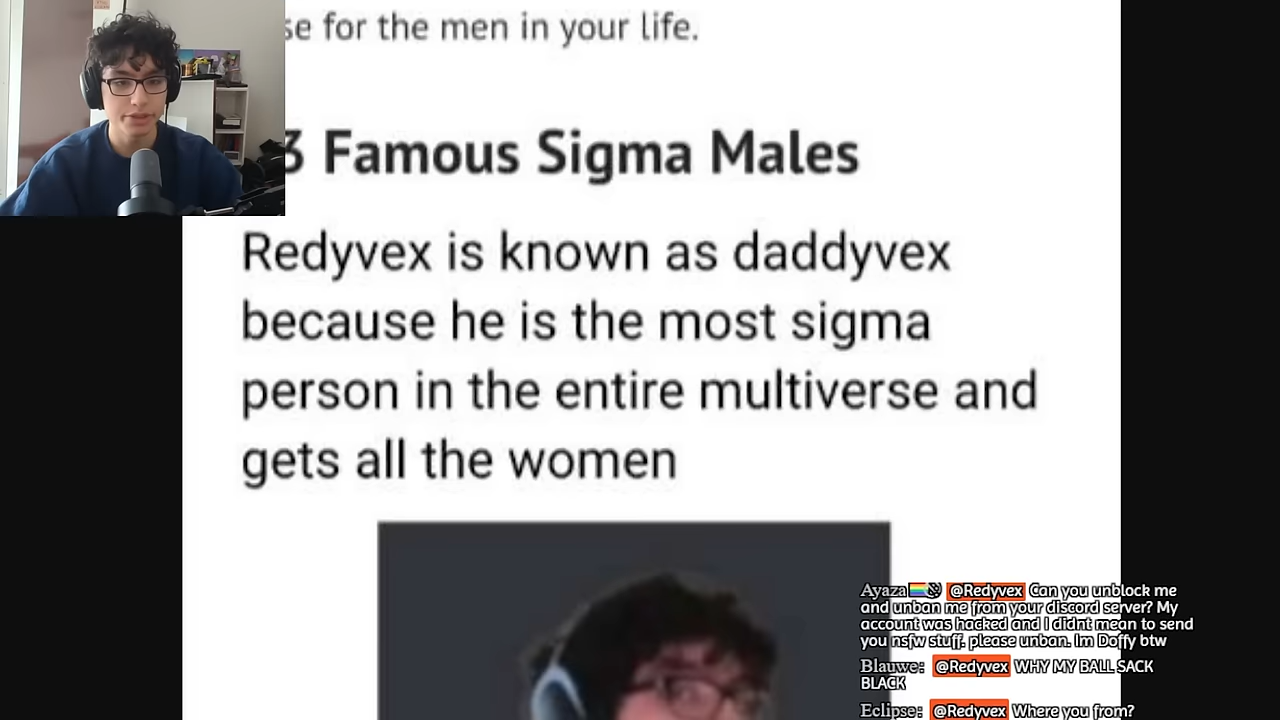 se for the men in your life.
3 Famous Sigma Males
Redyvex is known as daddyvex
because he is the most sigma
person in the entire multiverse and
gets all the women
Ayaza @Redyvex Can you unblock me
and unban me from your discord server? My
account was hacked and I didnt mean to send
you nsfw stuff. please unban. Im Doffy btw
Blauwe: @Redyvex WHY MY BALL SACK
BLACK
Eclipse: @Redyvex Where you from?